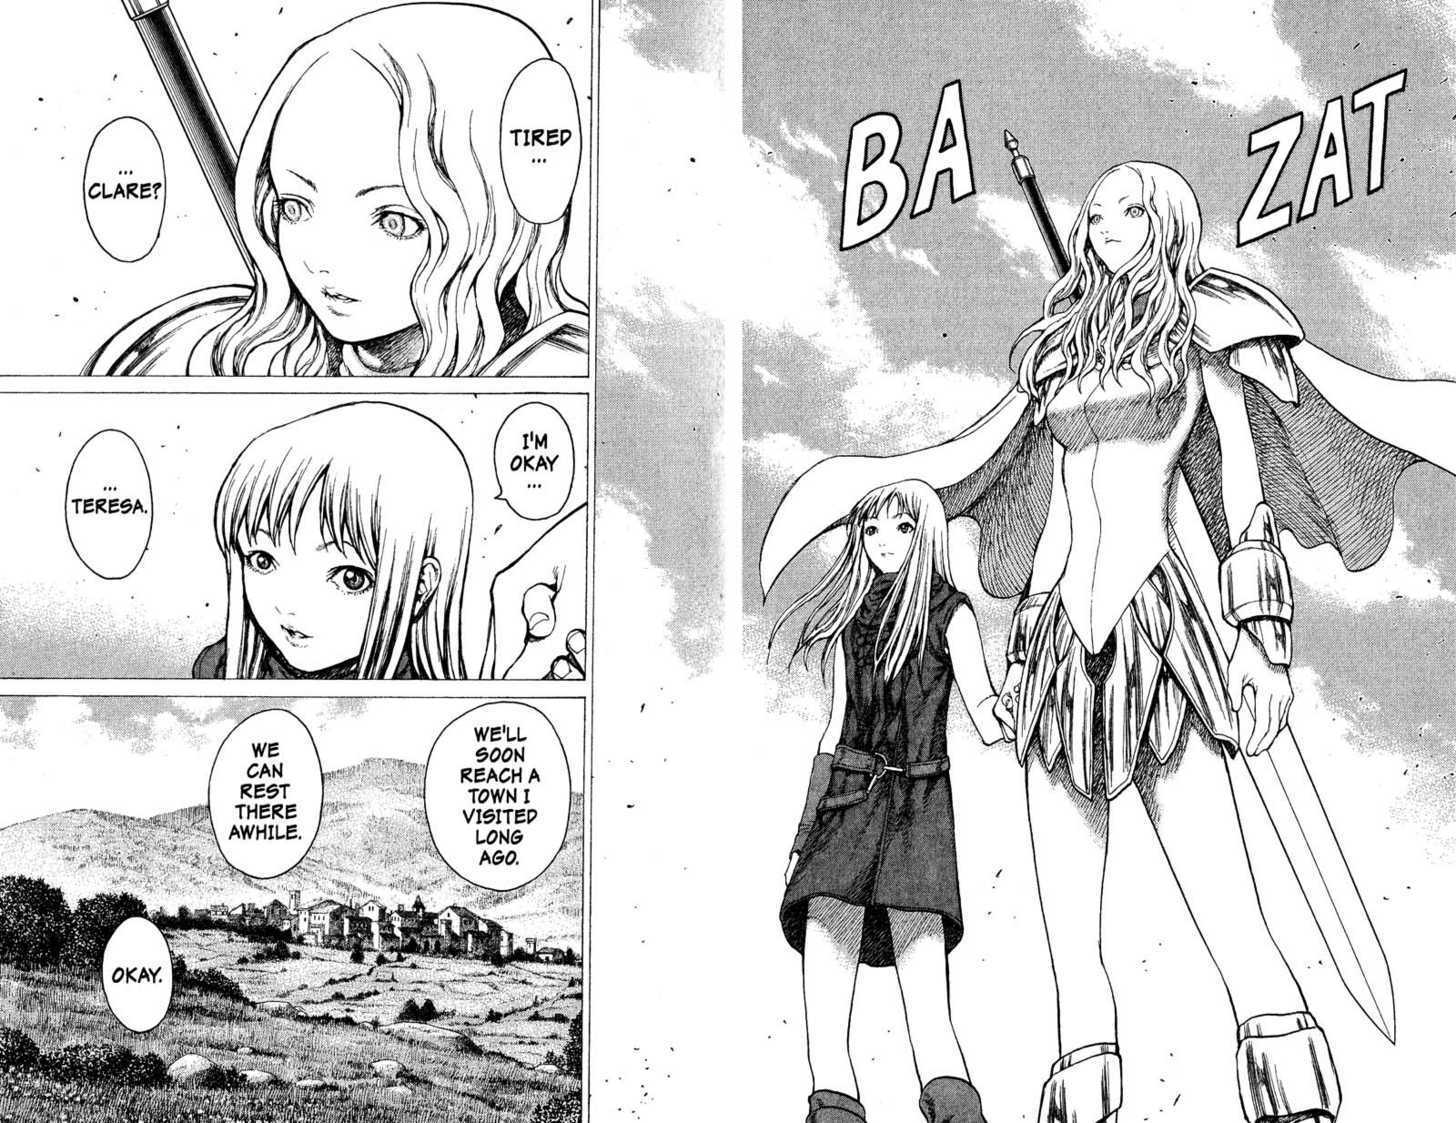 BA
ZAT
TIRED
...
...
CLARE?
I'M
OKAY
...
...
TERESA.
WE'LL
SOON
REACH A
TOWN I
VISITED
LONG
AGO.
WE
CAN
REST
THERE
AWHILE.
OKAY.